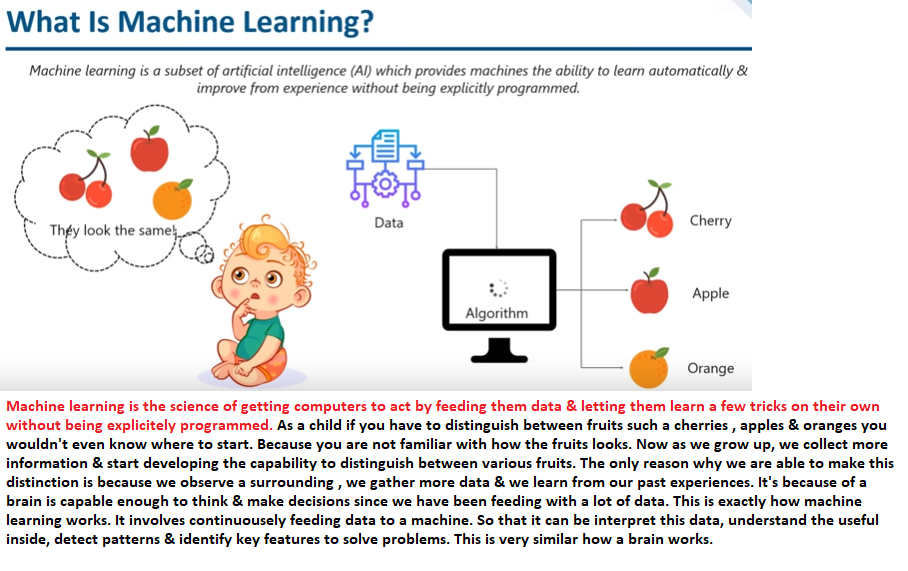 What Is Machine Learning?
Machine learning is a subset of artificial intelligence (AI) which provides machines the ability to learn automatically &
improve from experience without being explicitly programmed.
They look the same!
Data
Algorithm
Cherry
Apple
Orange
Machine learning is the science of getting computers to act by feeding them data & letting them learn a few tricks on their own
without being explicitely programmed. As a child if you have to distinguish between fruits such a cherries , apples & oranges you
wouldn't even know where to start. Because you are not familiar with how the fruits looks. Now as we grow up, we collect more
information & start developing the capability to distinguish between various fruits. The only reason why we are able to make this
distinction is because we observe a surrounding , we gather more data & we learn from our past experiences. It's because of a
brain is capable enough to think & make decisions since we have been feeding with a lot of data. This is exactly how machine
learning works. It involves continuousely feeding data to a machine. So that it can be interpret this data, understand the useful
inside, detect patterns & identify key features to solve problems. This is very similar how a brain works.